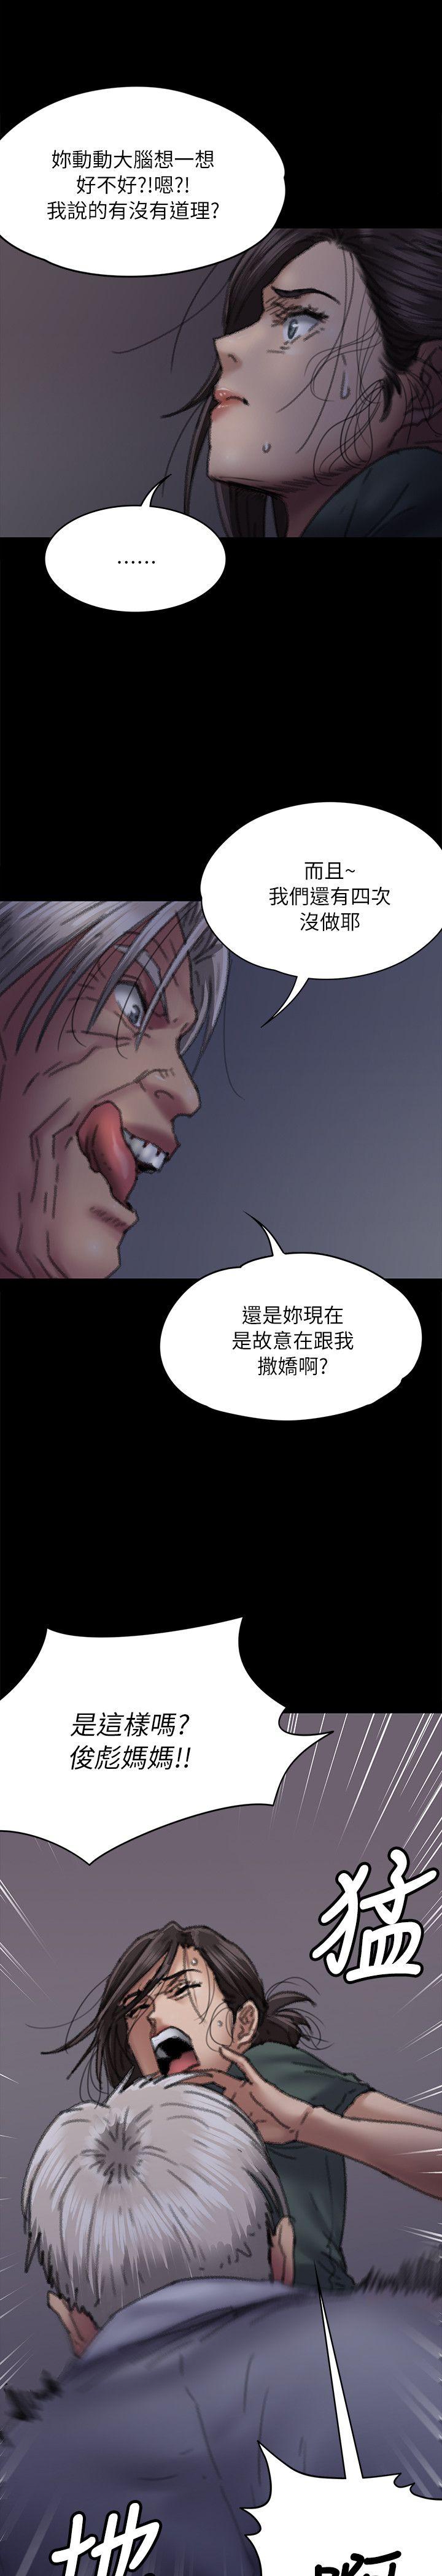 妳動動大腦想一想
好不好?!嗯?!
我說的有沒有道理?
……
而且~
我們還有四次
沒做耶
還是妳現在
是故意在跟我
撒嬌啊?
是這樣嗎?
俊彪媽媽!!
猛
地
啊